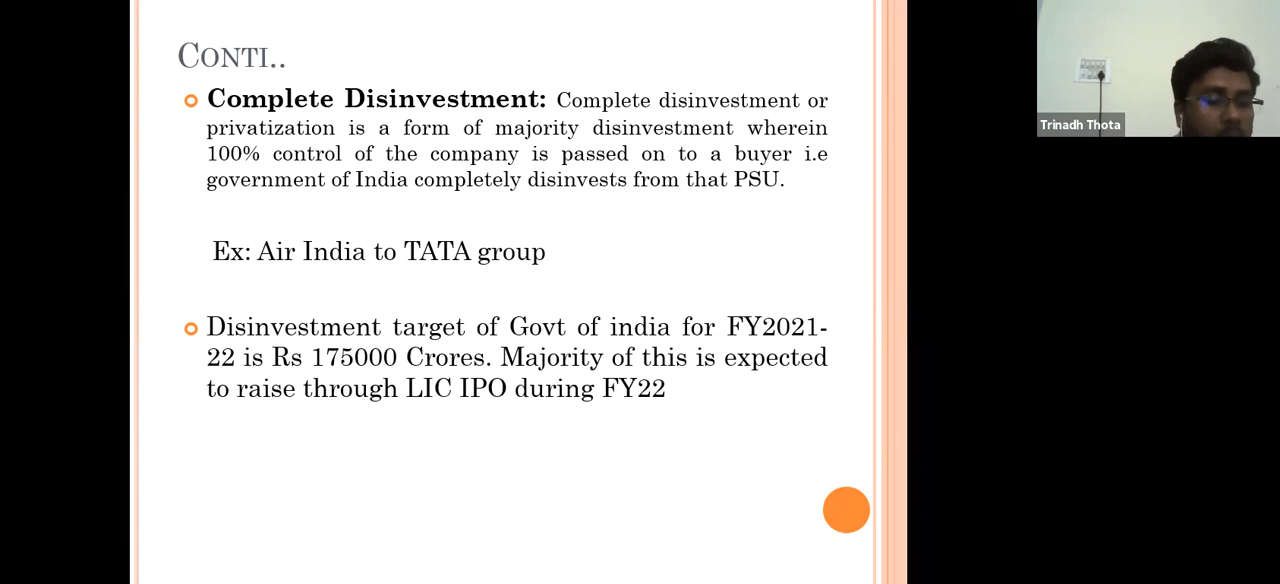 CONTI..
Complete Disinvestment: Complete disinvestment or
privatization is a form of majority disinvestment wherein
100% control of the company is passed on to a buyer i.e
government of India completely disinvests from that PSU.
Ex: Air India to TATA group
Disinvestment target of Govt of india for FY2021-
22 is Rs 175000 Crores. Majority of this is expected
to raise through LIC IPO during FY22
Trinadh Thota